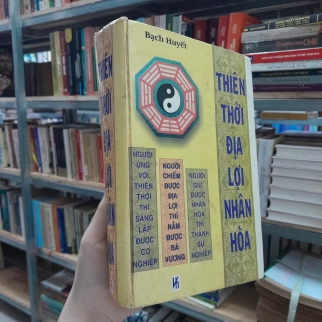 Bạch Huyết
THIÊN
THỜI
ĐỊA
LỢI
NHÂN
HÒA
NGƯỜI
ỨNG
VỚI
THIÊN
THỜI
THÌ
SÁNG
LẬP
ĐƯỢC
CƠ
NGHIỆP
NGƯỜI
CHIẾM
ĐƯỢC
ĐỊA
LỢI
THÌ
NẮM
ĐƯỢC
BÁ
VƯƠNG
NGƯỜI
GIỮ
ĐƯỢC
NHÂN
HÒA
THÌ
THÀNH
SỰ
NGHIỆP
THIÊN THỜI ĐỊA LỢI